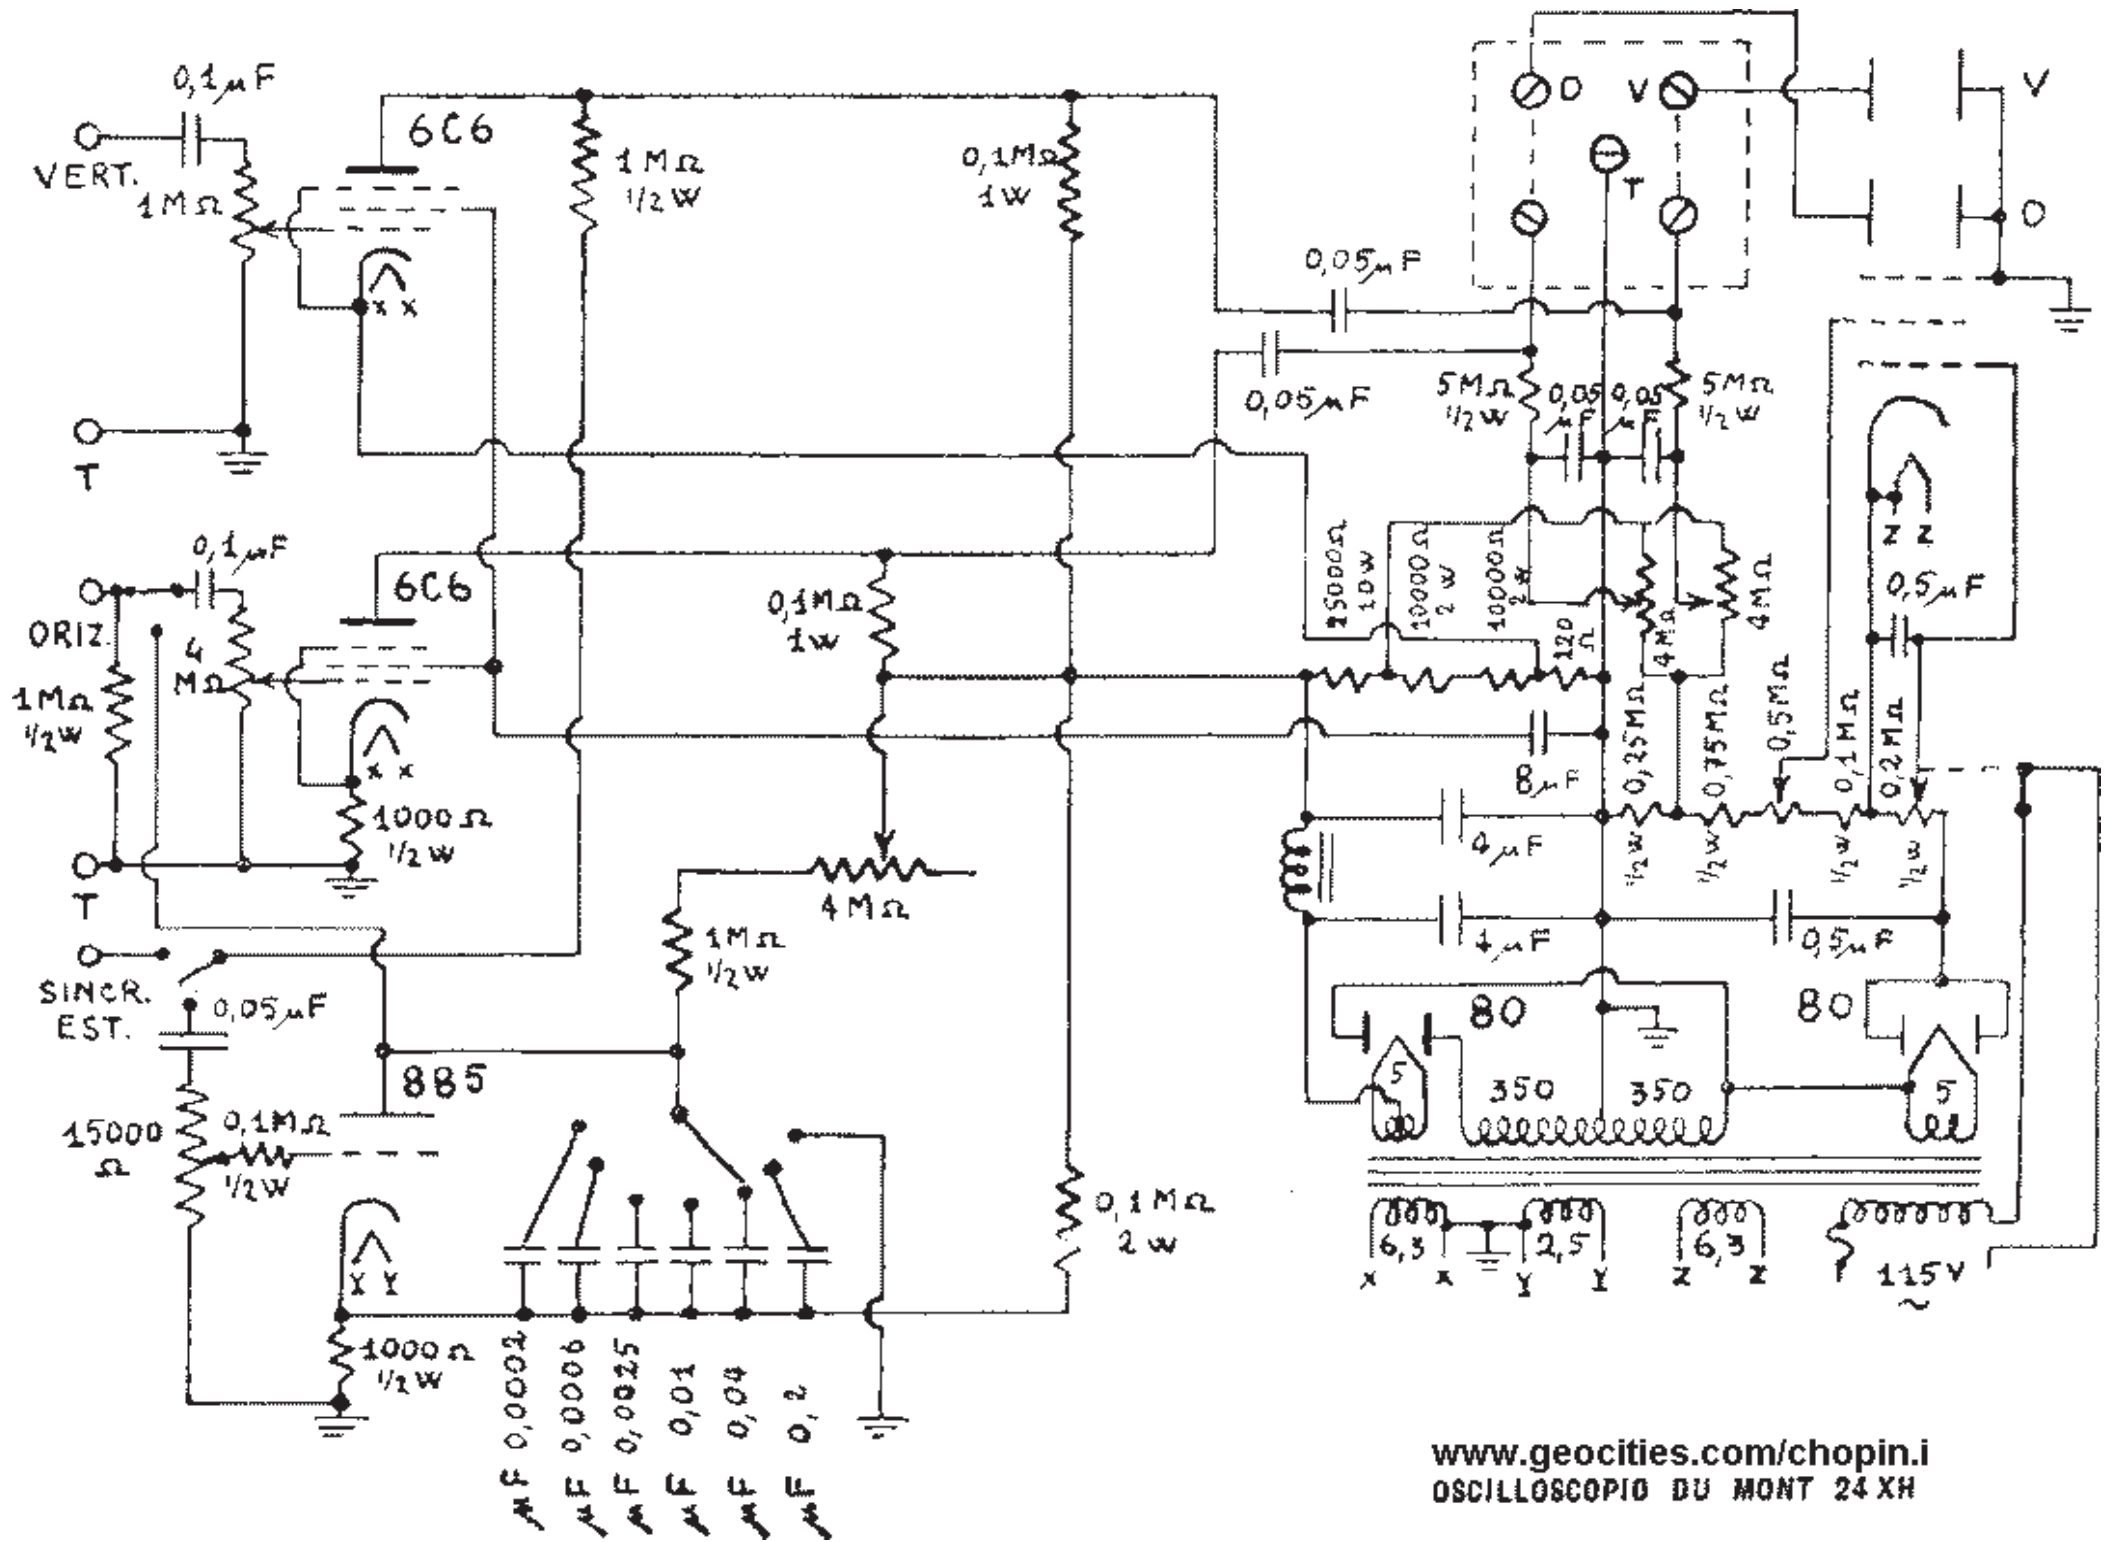 0,1 µF
VERT.
1MΩ
T
6C6
1MΩ
1/2W
0,1MΩ
1W
0,05µF
0,05µF
O
V
T
V
O
5MΩ
1/2W
0,05
µF
0,05
µF
5MΩ
1/2W
Z Z
0,5µF
0,1µF
ORIZ.
4
MΩ
1MΩ
1/2W
T
6C6
X X
X X
1000Ω
1/2W
0,1MΩ
1W
25000Ω
10W
10000Ω
2W
10000Ω
2W
120
Ω
4MΩ
4MΩ
8µF
0,25MΩ
1/2W
0,75MΩ
1/2W
0,5MΩ
0,1MΩ
1/2W
0,2MΩ
1/2W
4µF
4µF
0,5µF
4MΩ
1MΩ
1/2W
SINCR.
EST.
0,05µF
15000
Ω
0,1MΩ
1/2W
885
Y Y
1000Ω
1/2W
µF 0,0002
µF 0,0006
µF 0,0025
µF 0,01
µF 0,04
µF 0,2
0,1MΩ
2W
80
80
5
350
350
5
6,3
X X
2,5
Y Y
6,3
Z Z
115V
~
www.geocities.com/chopin.i
OSCILLOSCOPIO DU MONT 24XH